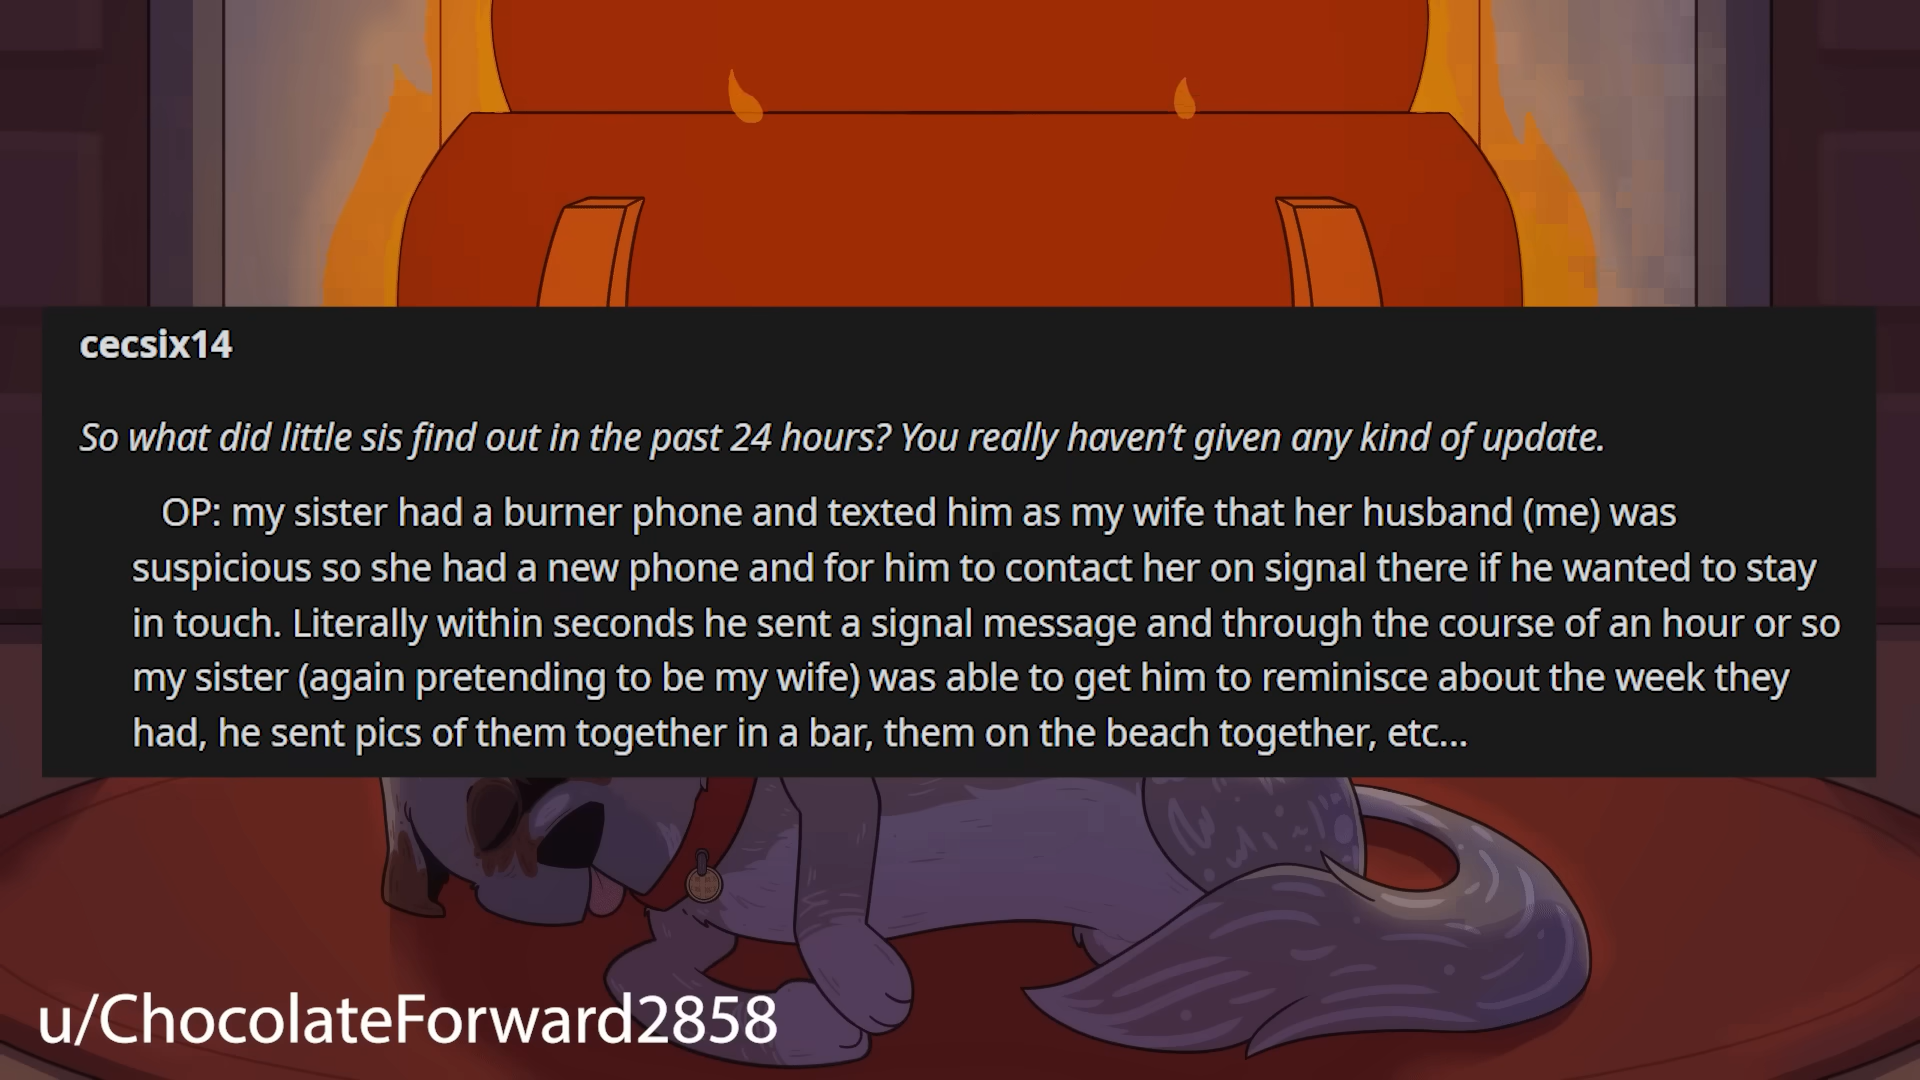 cecsix14
So what did little sis find out in the past 24 hours? You really haven’t given any kind of update.
OP: my sister had a burner phone and texted him as my wife that her husband (me) was
suspicious so she had a new phone and for him to contact her on signal there if he wanted to stay
in touch. Literally within seconds he sent a signal message and through the course of an hour or so
my sister (again pretending to be my wife) was able to get him to reminisce about the week they
had, he sent pics of them together in a bar, them on the beach together, etc...
u/ChocolateForward2858